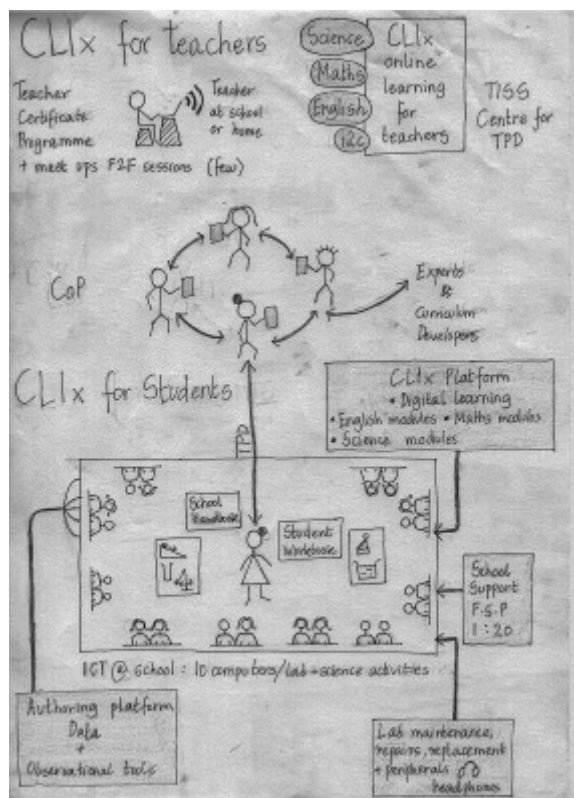 CLIx for teachers
Teacher
Certificate
Programme
+ meet ups F2F sessions (few)
Teacher
at school
or home
Science
Maths
English
i2c
CLIx
online
learning
for
teachers
TISS
Centre for
TPD
CoP
Experts
&
Curriculum
Developers
CLIx for Students
CLIx Platform
• Digital learning
• English modules • Maths modules
• Science modules
TPD
School
Handbook
Student
Workbook
School
Support
F.S.P
1 : 20
ICT @ School : 10 computers/lab + science activities
Authoring platform
Data
+
Observational tools
Lab maintenance,
repairs, replacement
+ peripherals
headphones